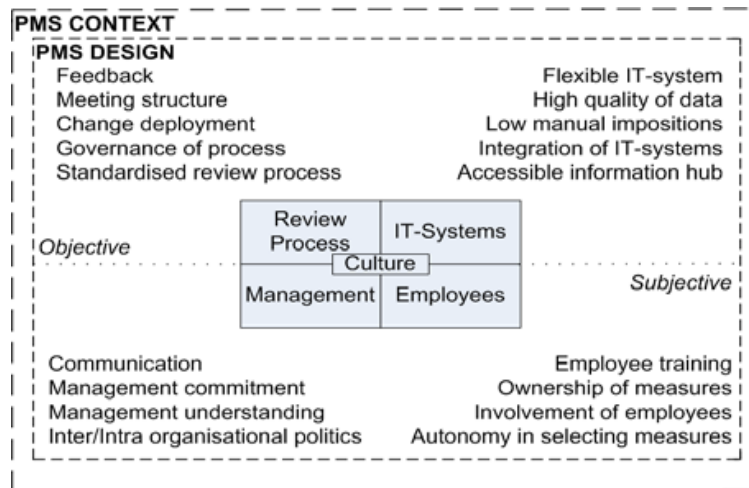 PMS CONTEXT
PMS DESIGN
Feedback
Meeting structure
Change deployment
Governance of process
Standardised review process
Flexible IT-system
High quality of data
Low manual impositions
Integration of IT-systems
Accessible information hub
Review
Process
IT-Systems
Objective
Culture
Subjective
Management
Employees
Communication
Management commitment
Management understanding
Inter/Intra organisational politics
Employee training
Ownership of measures
Involvement of employees
Autonomy in selecting measures